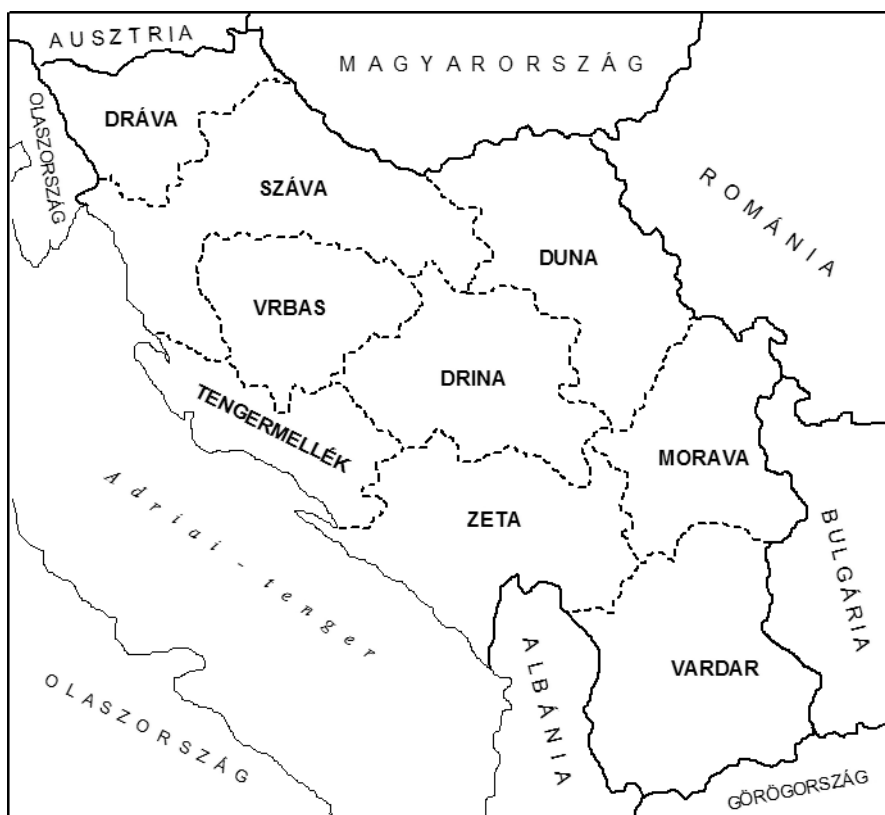 AUSZTRIA
MAGYARORSZÁG
OLASZORSZÁG
DRÁVA
SZÁVA
ROMÁNIA
DUNA
VRBAS
DRINA
TENGERMELLÉK
MORAVA
Adriai-tenger
ZETA
BULGÁRIA
ALBÁNIA
VARDAR
OLASZORSZÁG
GÖRÖGORSZÁG